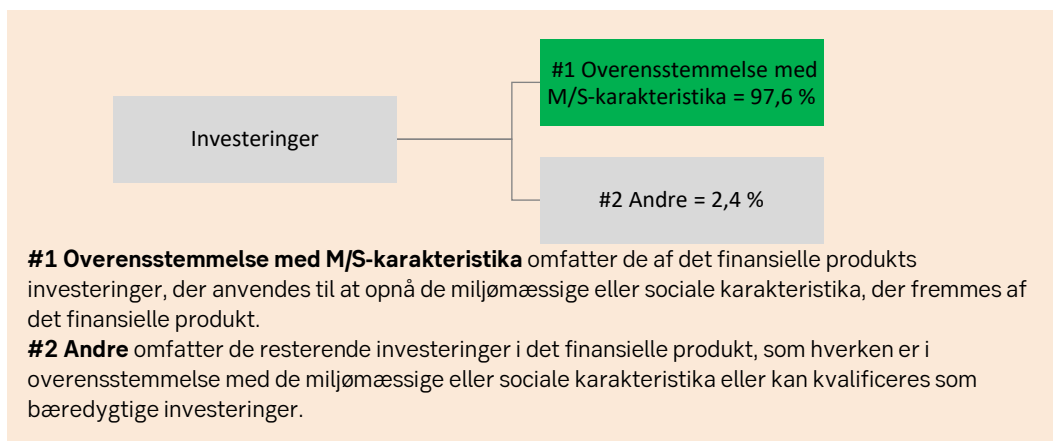 #1 Overensstemmelse med
M/S-karakteristika = 97,6 %
Investeringer
#2 Andre = 2,4 %
#1 Overensstemmelse med M/S-karakteristika omfatter de af det finansielle produkts
investeringer, der anvendes til at opnå de miljømæssige eller sociale karakteristika, der fremmes af
det finansielle produkt.
#2 Andre omfatter de resterende investeringer i det finansielle produkt, som hverken er i
overensstemmelse med de miljømæssige eller sociale karakteristika eller kan kvalificeres som
bæredygtige investeringer.